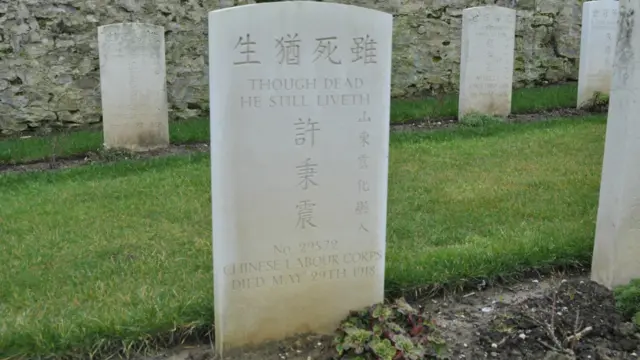 雖死猶生
THOUGH DEAD
HE STILL LIVETH
山東霑化縣人
許秉震
No 29572
CHINESE LABOUR CORPS
DIED MAY 29TH 1918